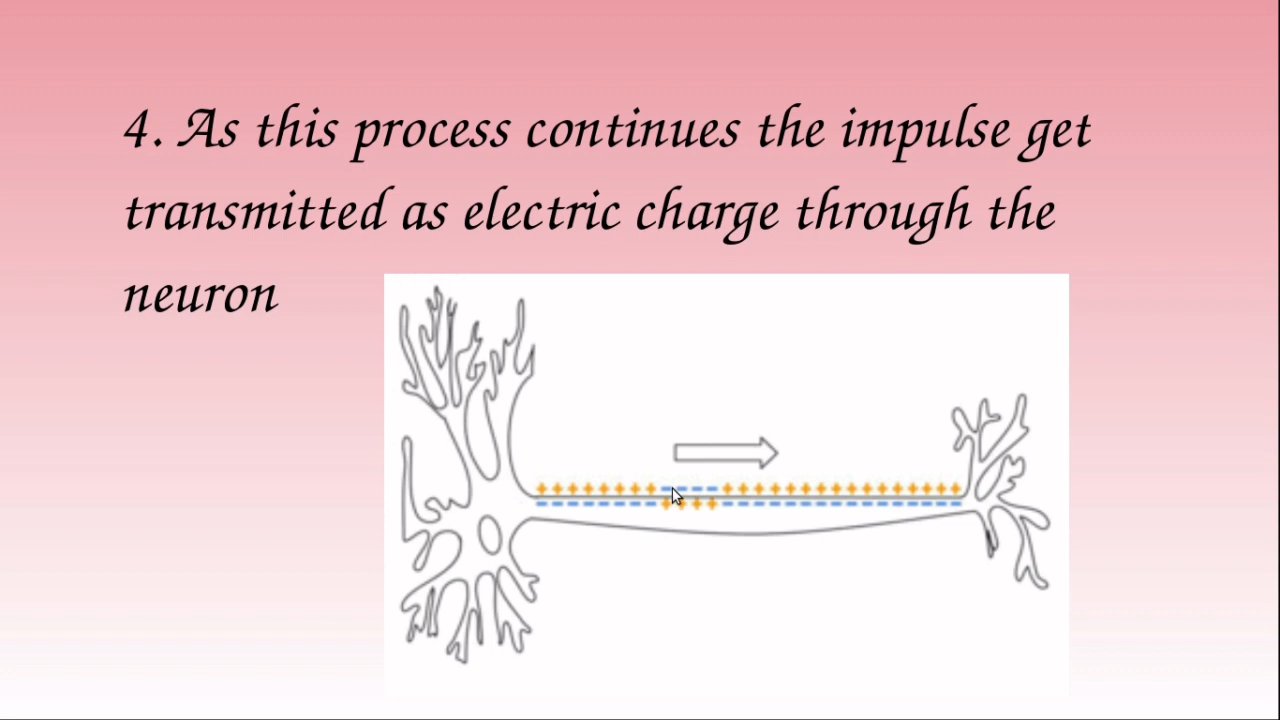 4. As this process continues the impulse get
transmitted as electric charge through the
neuron